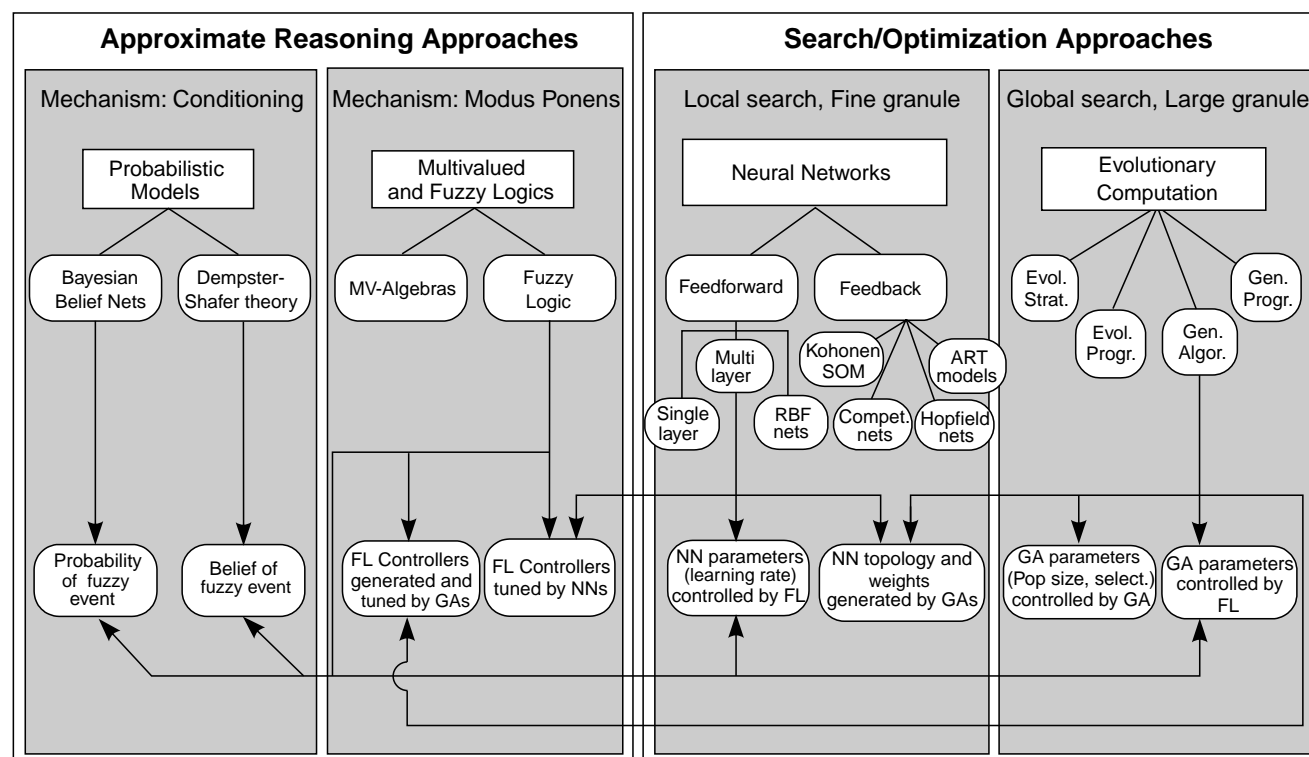 Approximate Reasoning Approaches
Search/Optimization Approaches
Mechanism: Conditioning
Mechanism: Modus Ponens
Local search, Fine granule
Global search, Large granule
Probabilistic
Models
Multivalued
and Fuzzy Logics
Neural Networks
Evolutionary
Computation
Bayesian
Belief Nets
Dempster-
Shafer theory
MV-Algebras
Fuzzy
Logic
Feedforward
Feedback
Evol.
Strat.
Evol.
Progr.
Gen.
Algor.
Gen.
Progr.
Single
layer
Multi
layer
RBF
nets
Kohonen
SOM
Compet.
nets
Hopfield
nets
ART
models
Probability
of fuzzy
event
Belief of
fuzzy event
FL Controllers
generated and
tuned by GAs
FL Controllers
tuned by NNs
NN parameters
(learning rate)
controlled by FL
NN topology and
weights
generated by GAs
GA parameters
(Pop size, select.)
controlled by GA
GA parameters
controlled by
FL